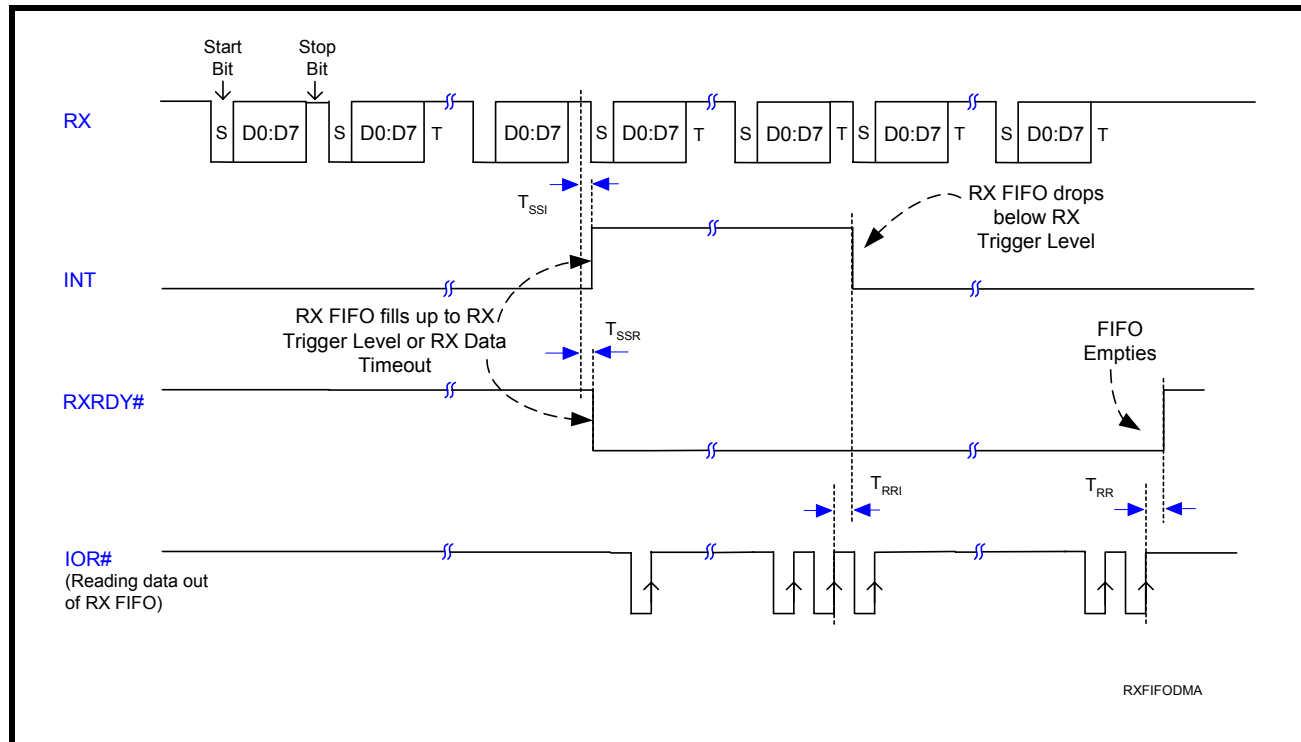 Start
Bit
Stop
Bit
RX
S D0:D7 S D0:D7 T D0:D7 S D0:D7 T S D0:D7 T S D0:D7 T S D0:D7 T
TSSI
RX FIFO drops
below RX
Trigger Level
INT
RX FIFO fills up to RX
Trigger Level or RX Data
Timeout
TSSR
FIFO
Empties
RXRDY#
TRRI
TRR
IOR#
(Reading data out
of RX FIFO)
RXFIFODMA